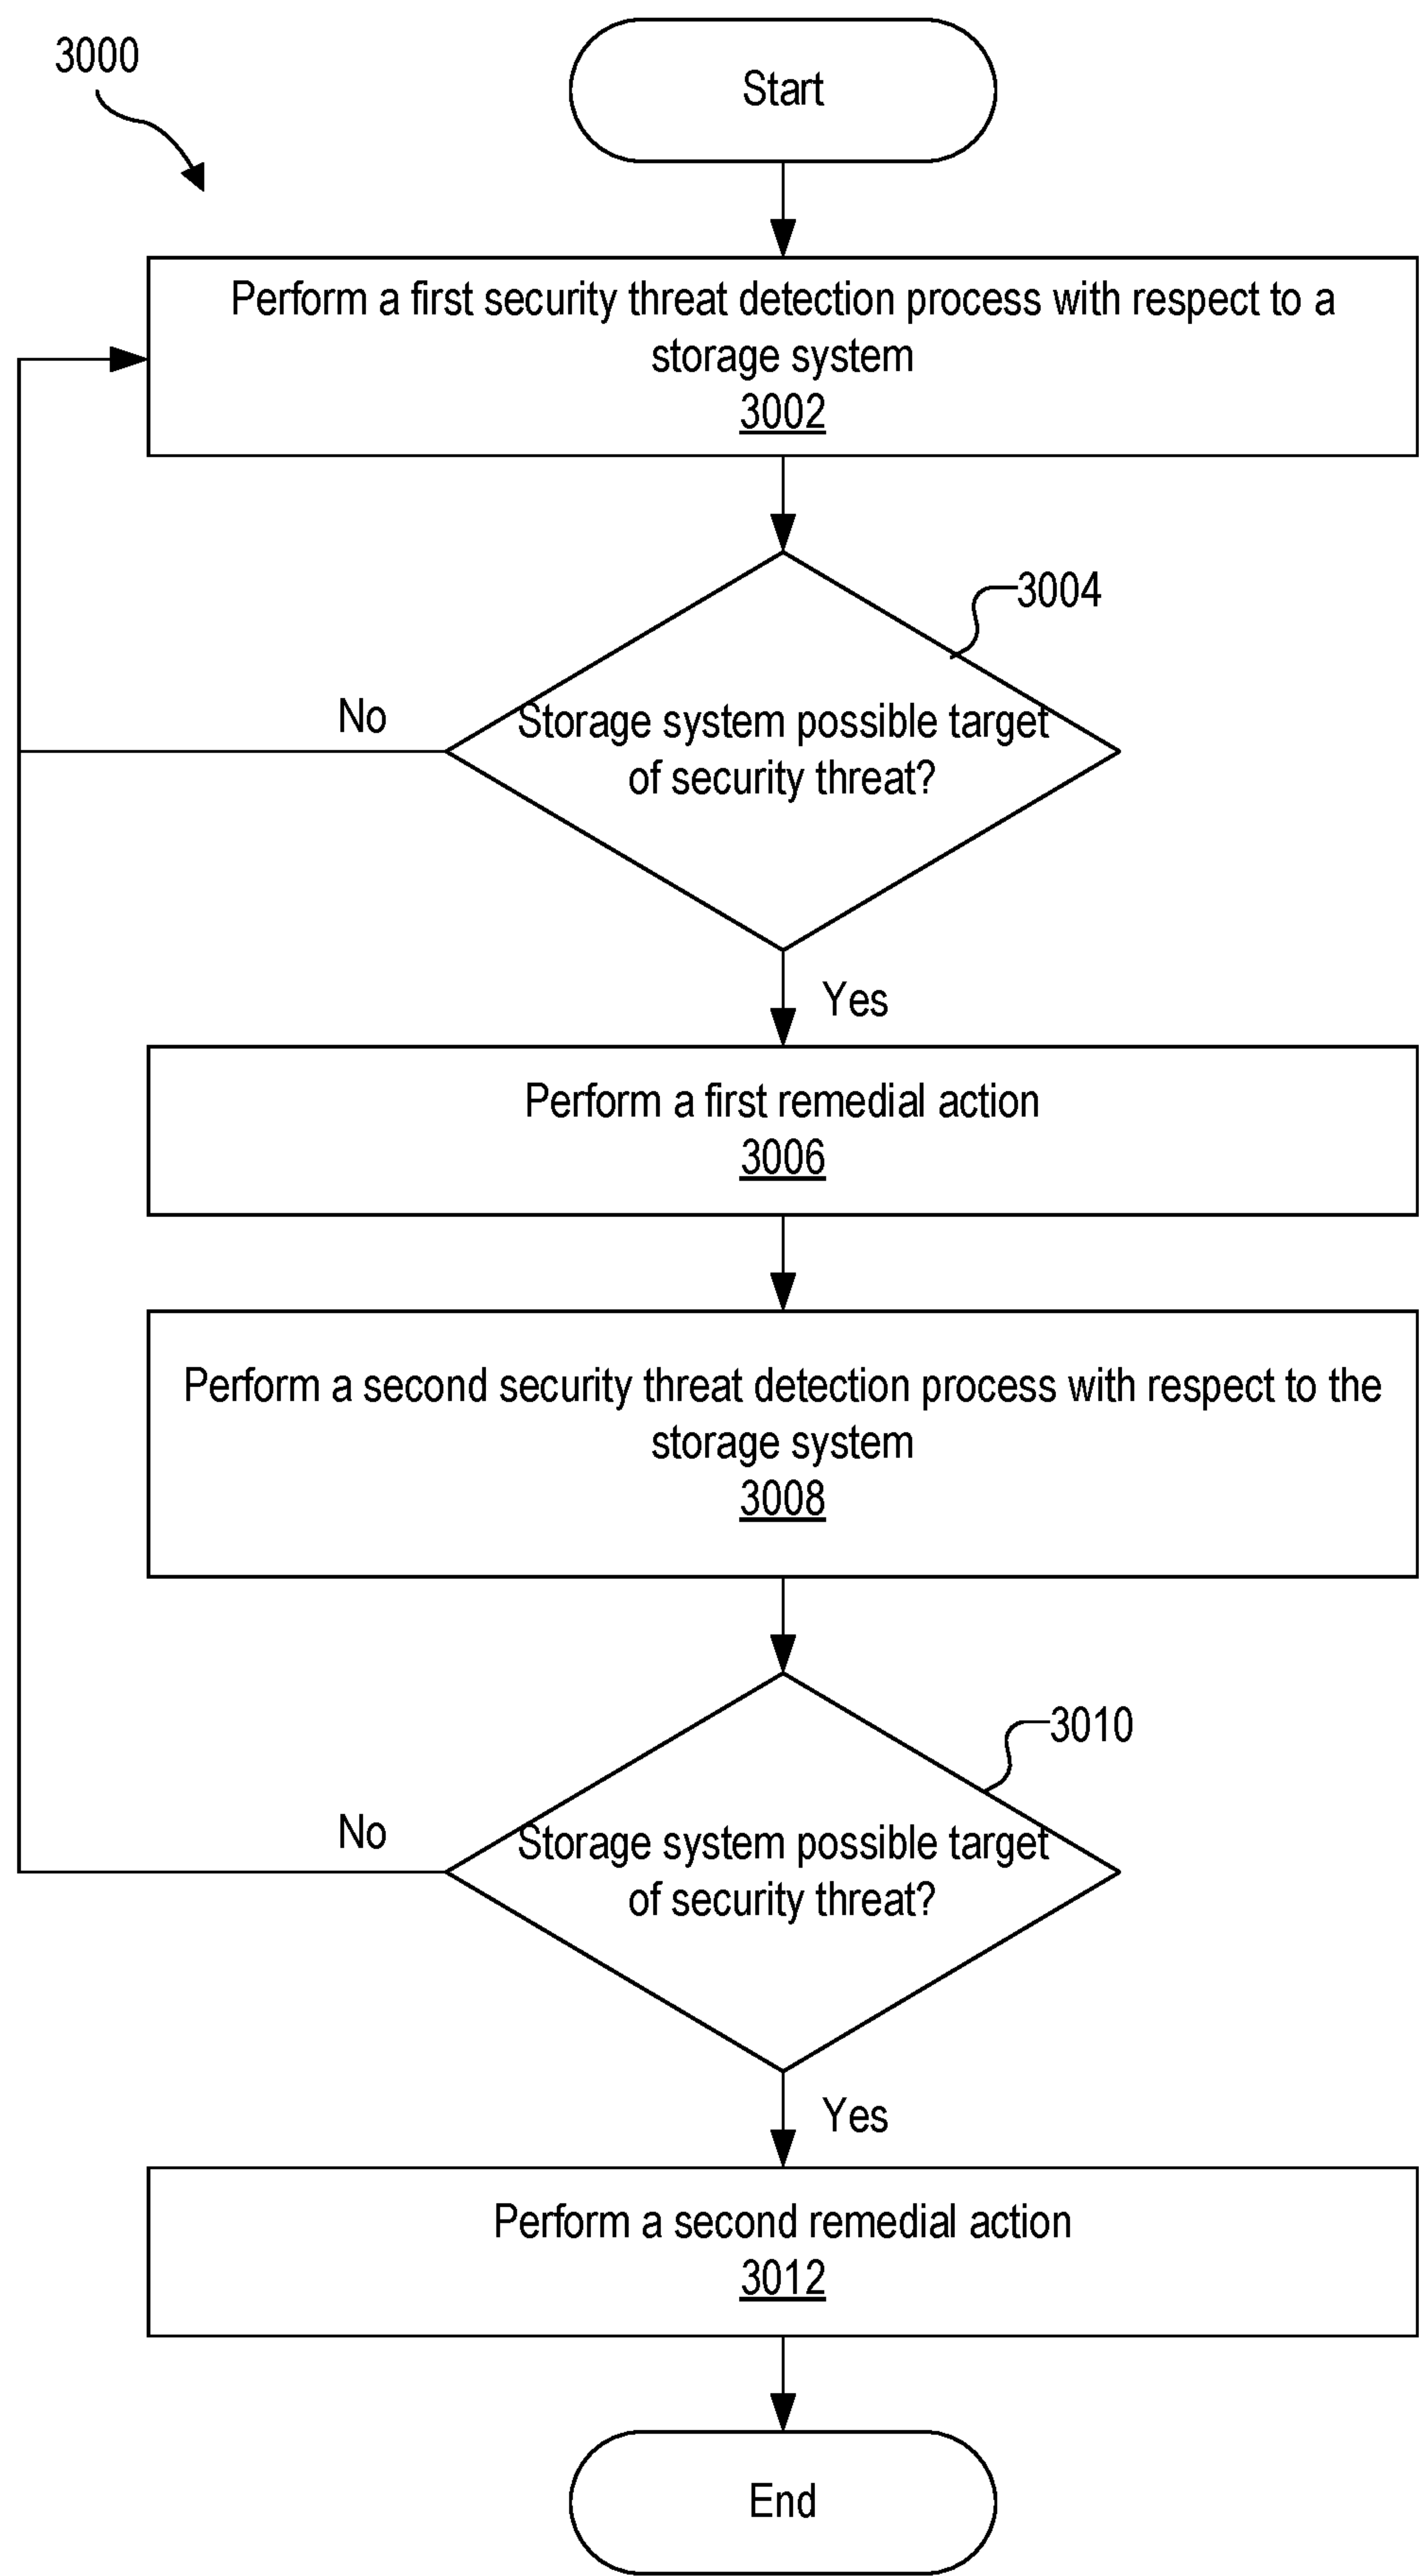 3000
Start
Perform a first security threat detection process with respect to a
storage system
3002
3004
Storage system possible target
of security threat?
No
Yes
Perform a first remedial action
3006
Perform a second security threat detection process with respect to the
storage system
3008
3010
Storage system possible target
of security threat?
No
Yes
Perform a second remedial action
3012
End